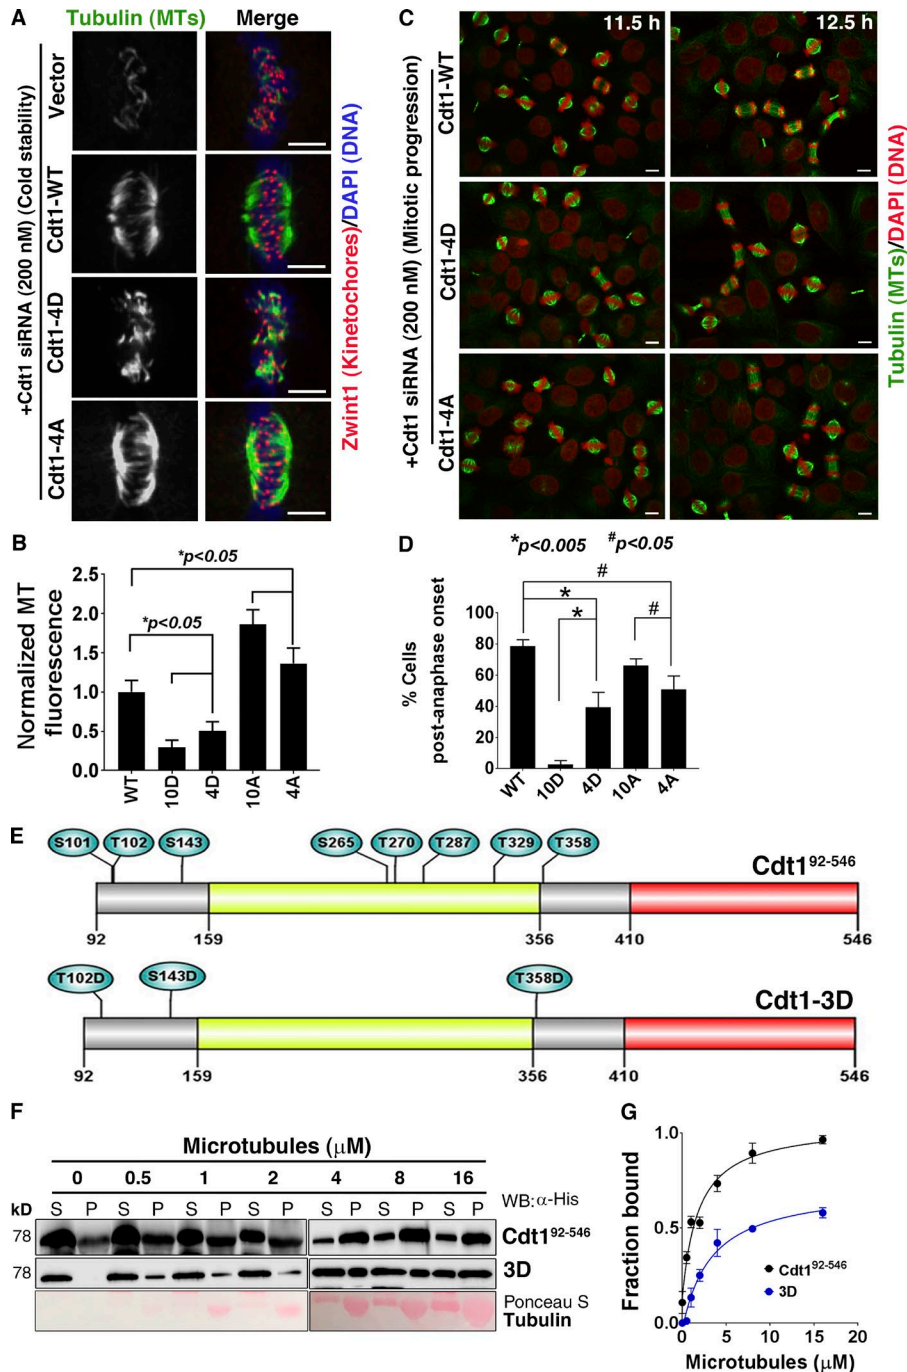 A
Tubulin (MTs) Merge
+Cdt1 siRNA (200 nM) (Cold stability)
Vector
Cdt1-WT
Cdt1-4D
Cdt1-4A
Zwint1 (Kinetochores)/DAPI (DNA)
B
Normalized MT fluorescence
2.5
2.0
1.5
1.0
0.5
0.0
*p<0.05
*p<0.05
WT 10D 4D 10A 4A
C
11.5 h 12.5 h
+Cdt1 siRNA (200 nM) (Mitotic progression)
Cdt1-WT
Cdt1-4D
Cdt1-4A
Tubulin (MTs)/DAPI (DNA)
D
*p<0.005 #p<0.05
% Cells post-anaphase onset
100
80
60
40
20
0
#
*
*
#
WT 10D 4D 10A 4A
E
S101 T102 S143 S265 T270 T287 T329 T358
Cdt192-546
92 159 356 410 546
T102D S143D T358D
Cdt1-3D
92 159 356 410 546
F
Microtubules (µM)
0 0.5 1 2 4 8 16
kD S P S P S P S P S P S P S P
WB:α-His
78 Cdt192-546
78 3D
Ponceau S
Tubulin
G
Fraction bound
1.0
0.5
0.0
Cdt192-546
3D
0 5 10 15 20
Microtubules (µM)